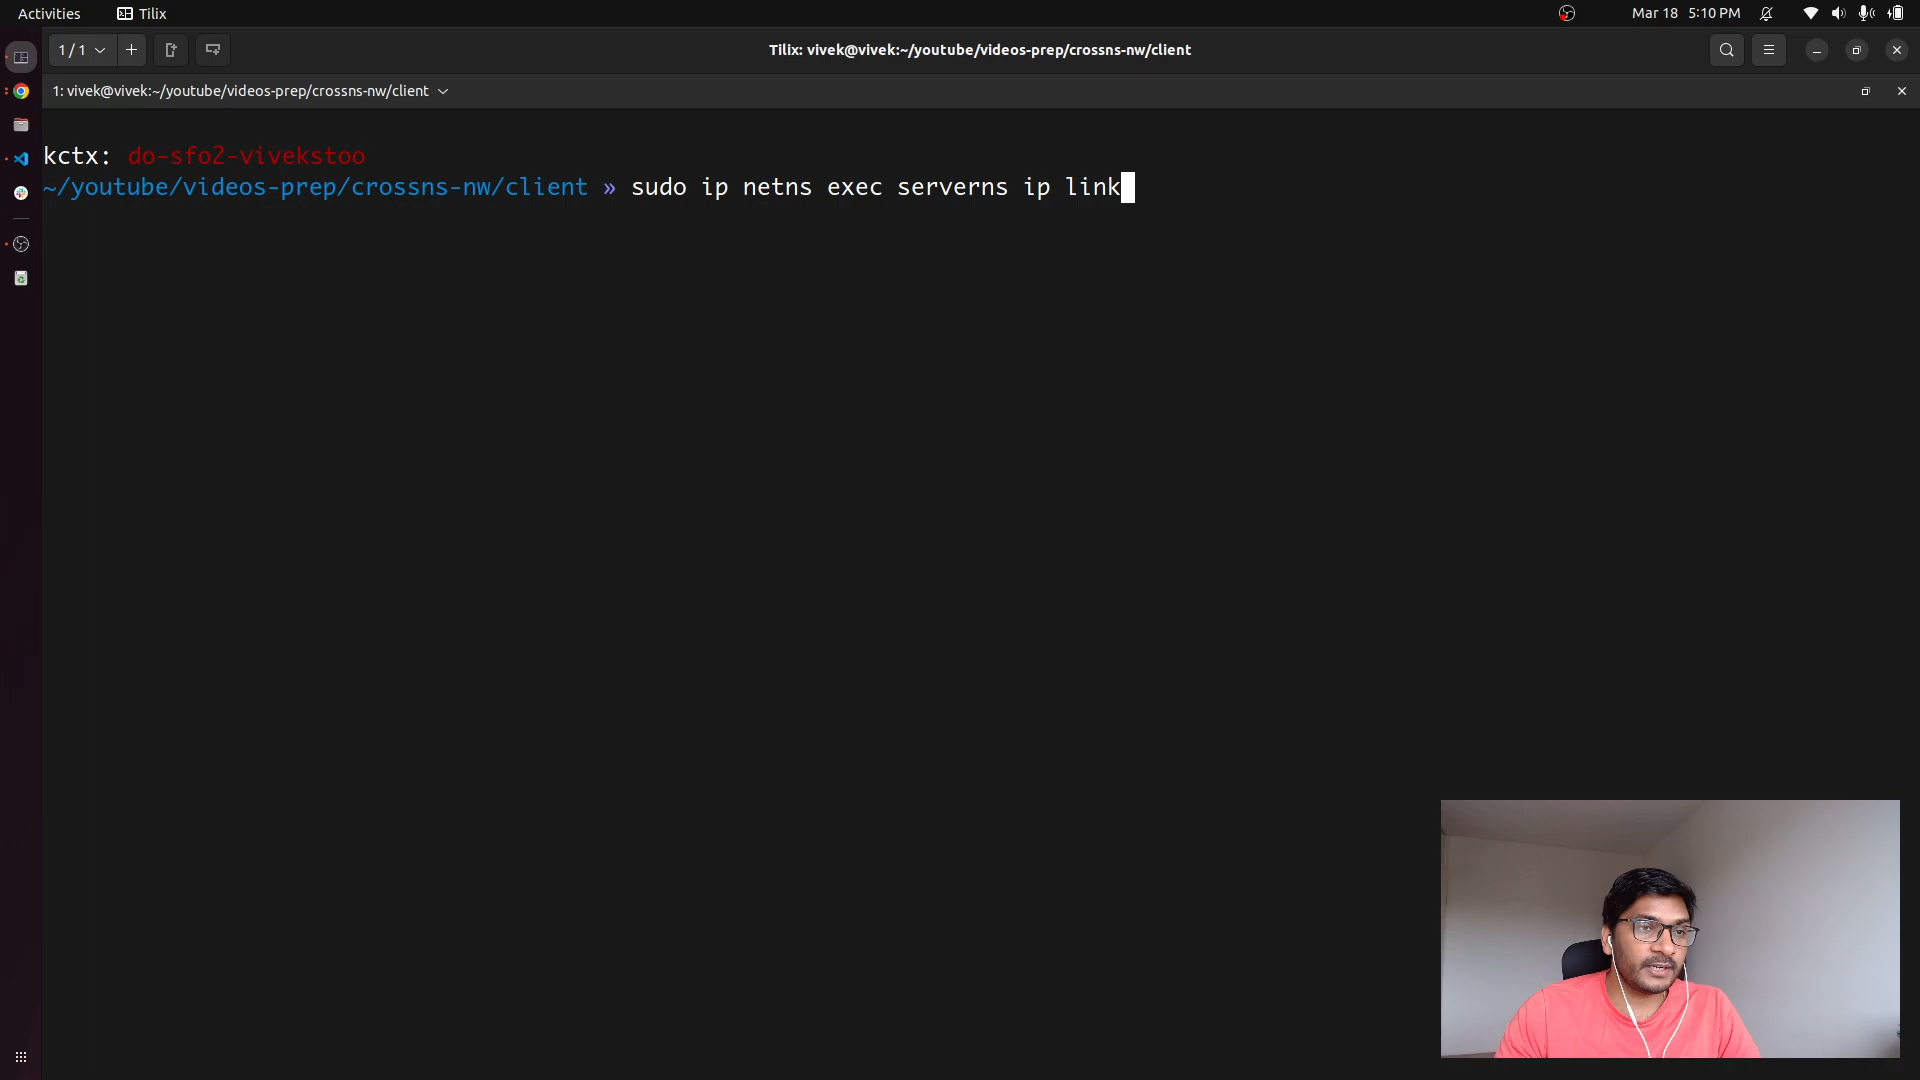 Activities Tilix Mar 18 5:10 PM
1 / 1 Tilix: vivek@vivek:~/youtube/videos-prep/crossns-nw/client
1: vivek@vivek:~/youtube/videos-prep/crossns-nw/client
kctx: do-sfo2-vivekstoo
~/youtube/videos-prep/crossns-nw/client » sudo ip netns exec serverns ip link